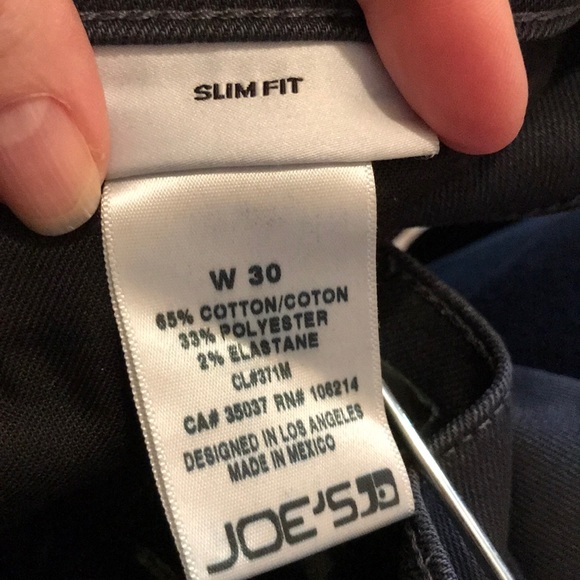 SLIM FIT
W 30
65% COTTON/COTON
33% POLYESTER
2% ELASTANE
CL#371M
CA# 35037 RN# 106214
DESIGNED IN LOS ANGELES
MADE IN MEXICO
JOE'S